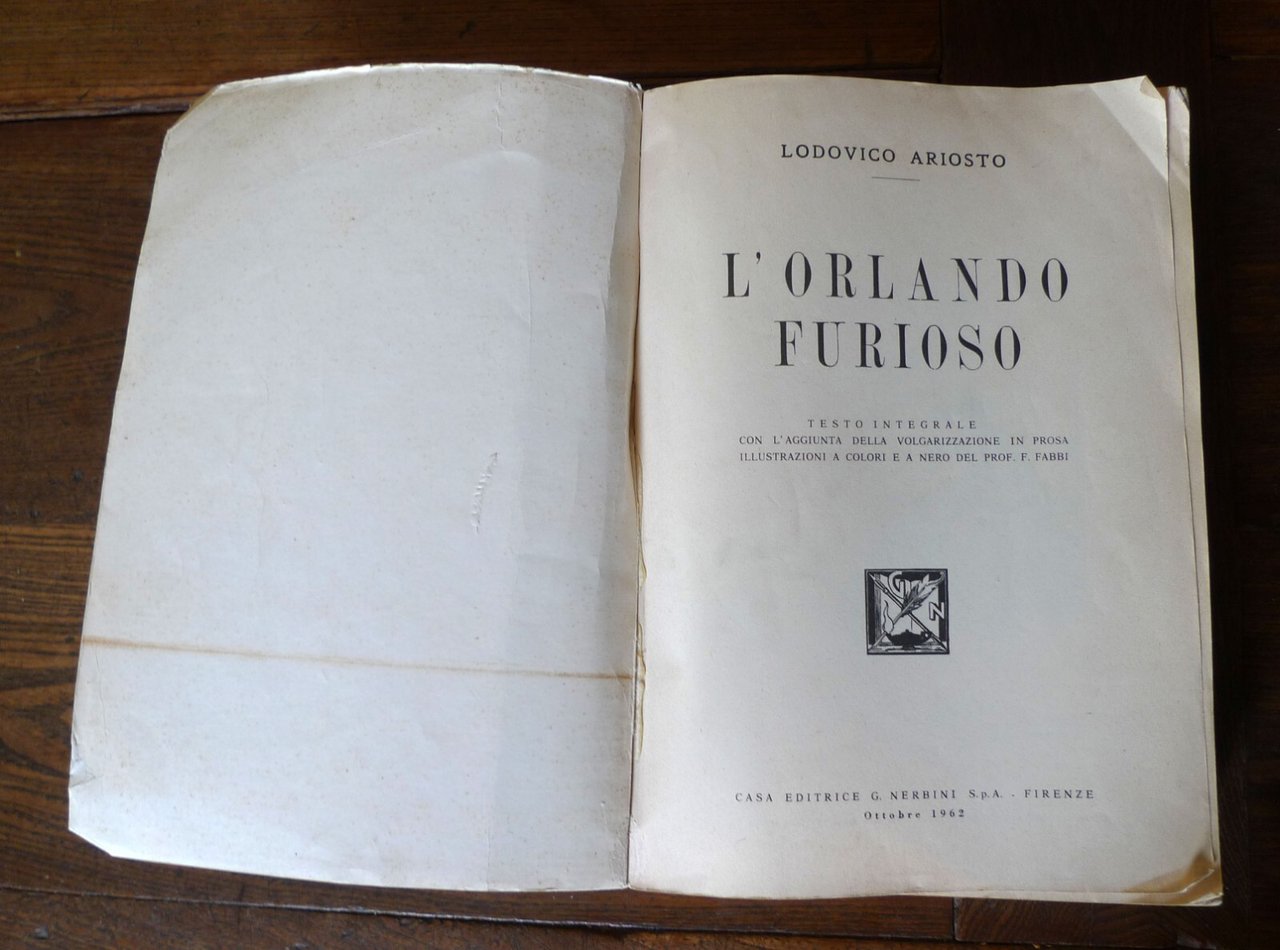 LODOVICO ARIOSTO
L'ORLANDO
FURIOSO
TESTO INTEGRALE
CON L'AGGIUNTA DELLA VOLGARIZZAZIONE IN PROSA
ILLUSTRAZIONI A COLORI E A NERO DEL PROF. F. FABBI
G
N
CASA EDITRICE G. NERBINI S.p.A. - FIRENZE
Ottobre 1962